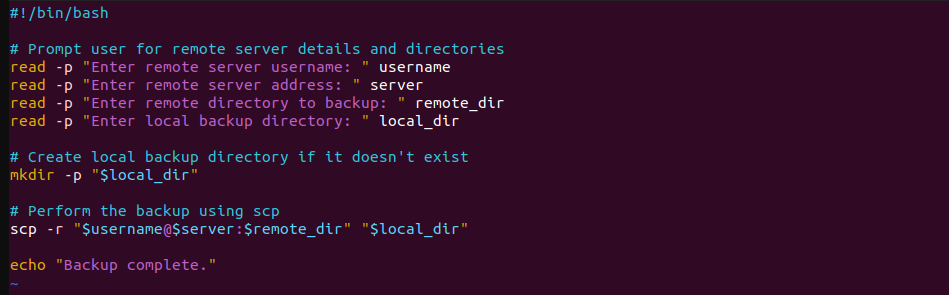 #!/bin/bash
# Prompt user for remote server details and directories
read -p "Enter remote server username: " username
read -p "Enter remote server address: " server
read -p "Enter remote directory to backup: " remote_dir
read -p "Enter local backup directory: " local_dir
# Create local backup directory if it doesn't exist
mkdir -p "$local_dir"
# Perform the backup using scp
scp -r "$username@$server:$remote_dir" "$local_dir"
echo "Backup complete."
~